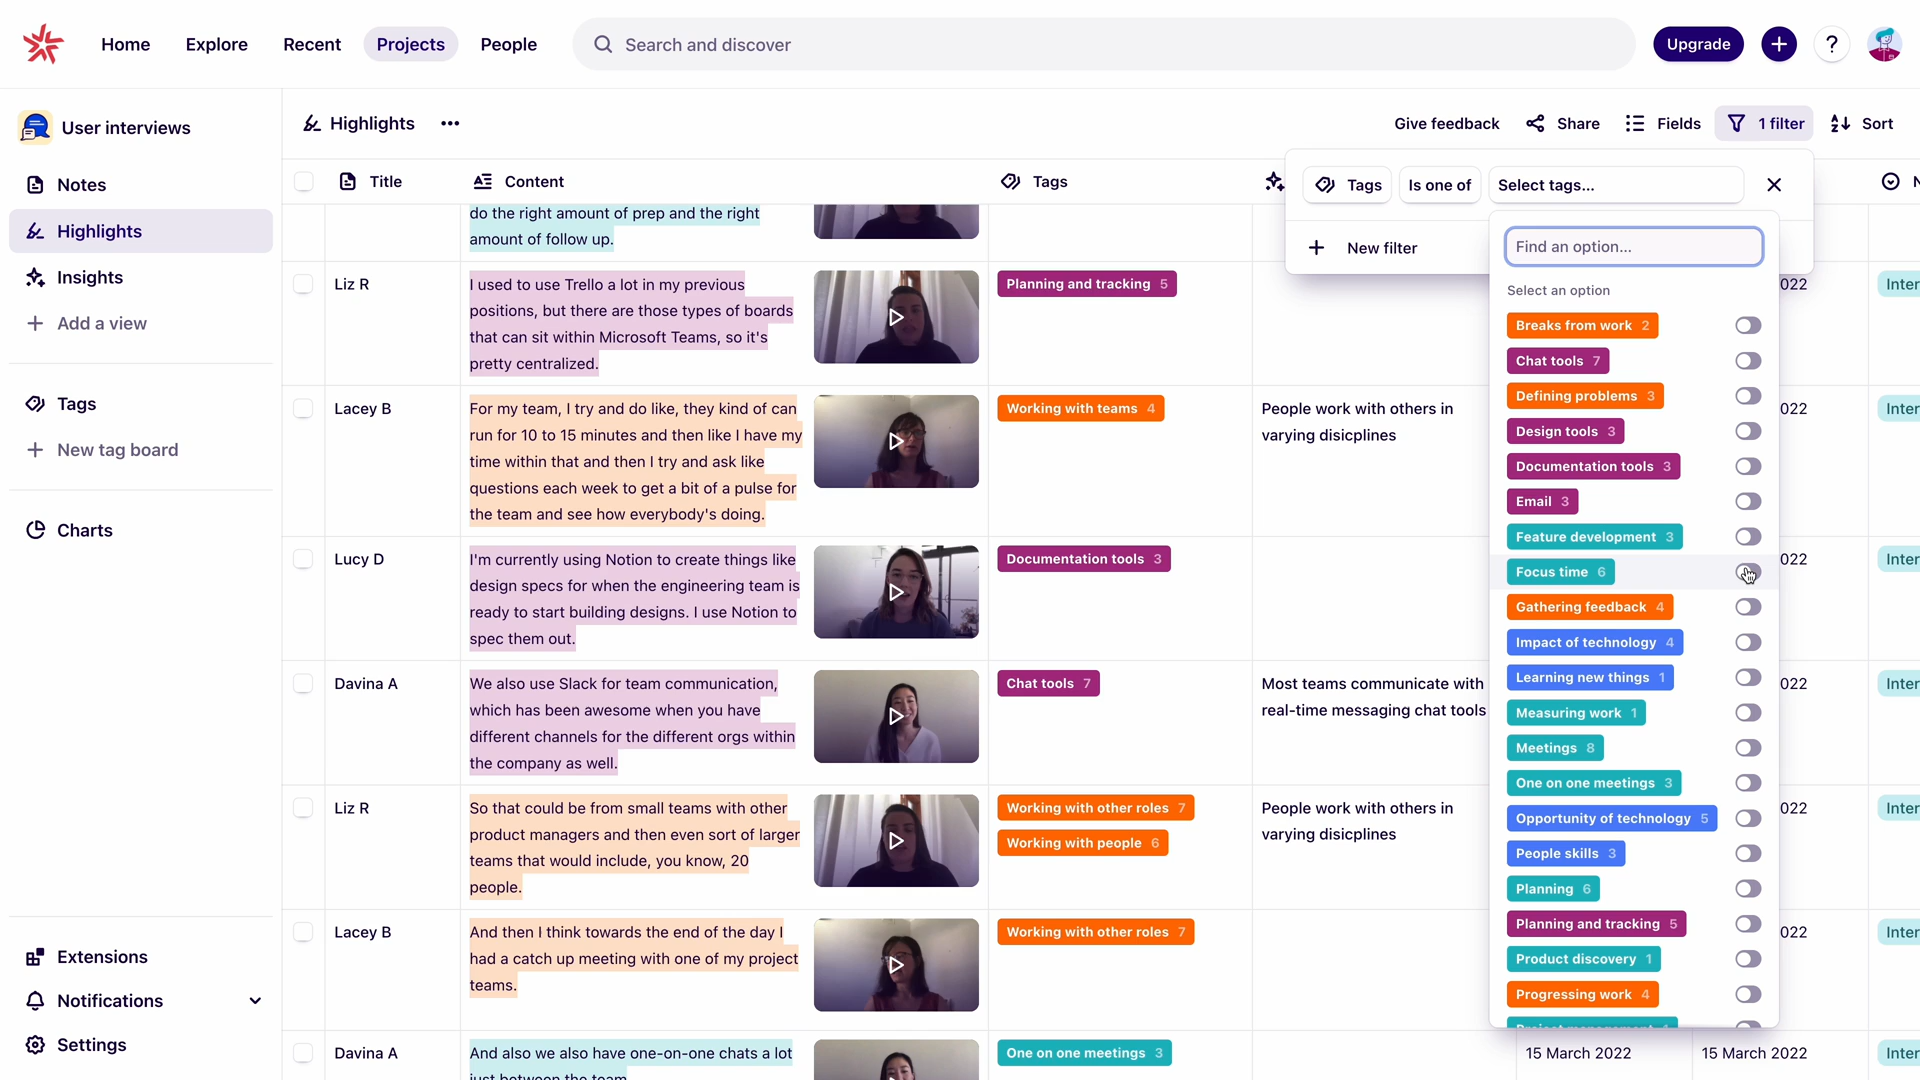 Home
Explore
Recent
Projects
People
Search and discover
Upgrade
?
User interviews
Notes
Highlights
Insights
Add a view
Tags
New tag board
Charts
Extensions
Notifications
Settings
Highlights
Give feedback
Share
Fields
1 filter
Sort
Title
Content
Tags
Tags
Is one of
Select tags...
New filter
Find an option...
Select an option
Breaks from work 2
Chat tools 7
Defining problems 3
Design tools 3
Documentation tools 3
Email 3
Feature development 3
Focus time 6
Gathering feedback 4
Impact of technology 4
Learning new things 1
Measuring work 1
Meetings 8
One on one meetings 3
Opportunity of technology 5
People skills 3
Planning 6
Planning and tracking 5
Product discovery 1
Progressing work 4
do the right amount of prep and the right
amount of follow up.
Liz R
I used to use Trello a lot in my previous
positions, but there are those types of boards
that can sit within Microsoft Teams, so it's
pretty centralized.
Planning and tracking 5
022
Inter
Lacey B
For my team, I try and do like, they kind of can
run for 10 to 15 minutes and then like I have my
time within that and then I try and ask like
questions each week to get a bit of a pulse for
the team and see how everybody's doing.
Working with teams 4
People work with others in
varying disicplines
022
Inter
Lucy D
I'm currently using Notion to create things like
design specs for when the engineering team is
ready to start building designs. I use Notion to
spec them out.
Documentation tools 3
022
Inter
Davina A
We also use Slack for team communication,
which has been awesome when you have
different channels for the different orgs within
the company as well.
Chat tools 7
Most teams communicate with
real-time messaging chat tools
022
Inter
Liz R
So that could be from small teams with other
product managers and then even sort of larger
teams that would include, you know, 20
people.
Working with other roles 7
Working with people 6
People work with others in
varying disicplines
022
Inter
Lacey B
And then I think towards the end of the day I
had a catch up meeting with one of my project
teams.
Working with other roles 7
022
Inter
Davina A
And also we also have one-on-one chats a lot
just between the team
One on one meetings 3
15 March 2022
15 March 2022
Inter